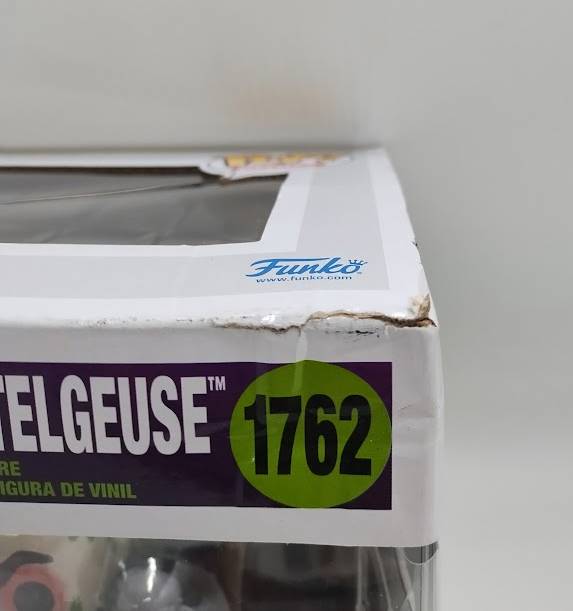 Funko
www.funko.com
TELGEUSE™
1762
RE
IGURA DE VINIL